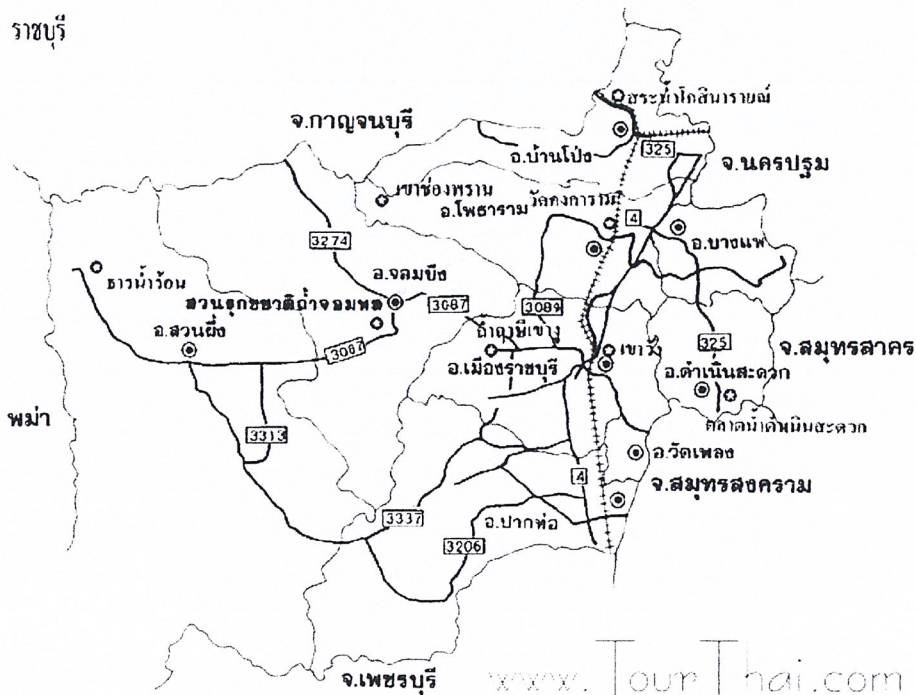 ราชบุรี
สระน้ำโกสินารายณ์
จ.กาญจนบุรี
อ.บ้านโป่ง
325
จ.นครปฐม
เขาช่องพราน
อ.โพธาราม
วัดคงคาราม
4
อ.บางแพ
3274
ธารน้ำร้อน
อ.จอมบึง
3087
สวนรุกขชาติถ้ำจอมพล
3089
ถ้ำฤาษีเขางู
อ.สวนผึ้ง
3087
อ.เมืองราชบุรี
เขาวัง
325
จ.สมุทรสาคร
อ.ดำเนินสะดวก
ตลาดน้ำดำเนินสะดวก
พม่า
3313
อ.วัดเพลง
4
จ.สมุทรสงคราม
3337
อ.ปากท่อ
3206
จ.เพชรบุรี
www.TourThai.com